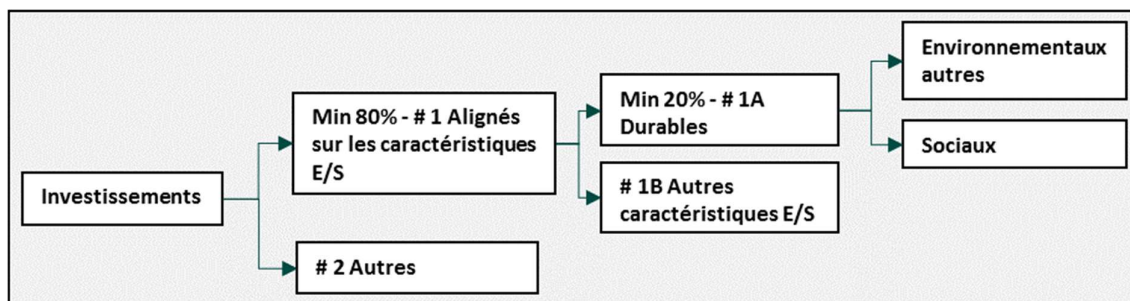 Investissements
Min 80% - # 1 Alignés
sur les caractéristiques
E/S
# 2 Autres
Min 20% - # 1A
Durables
# 1B Autres
caractéristiques E/S
Environnementaux
autres
Sociaux